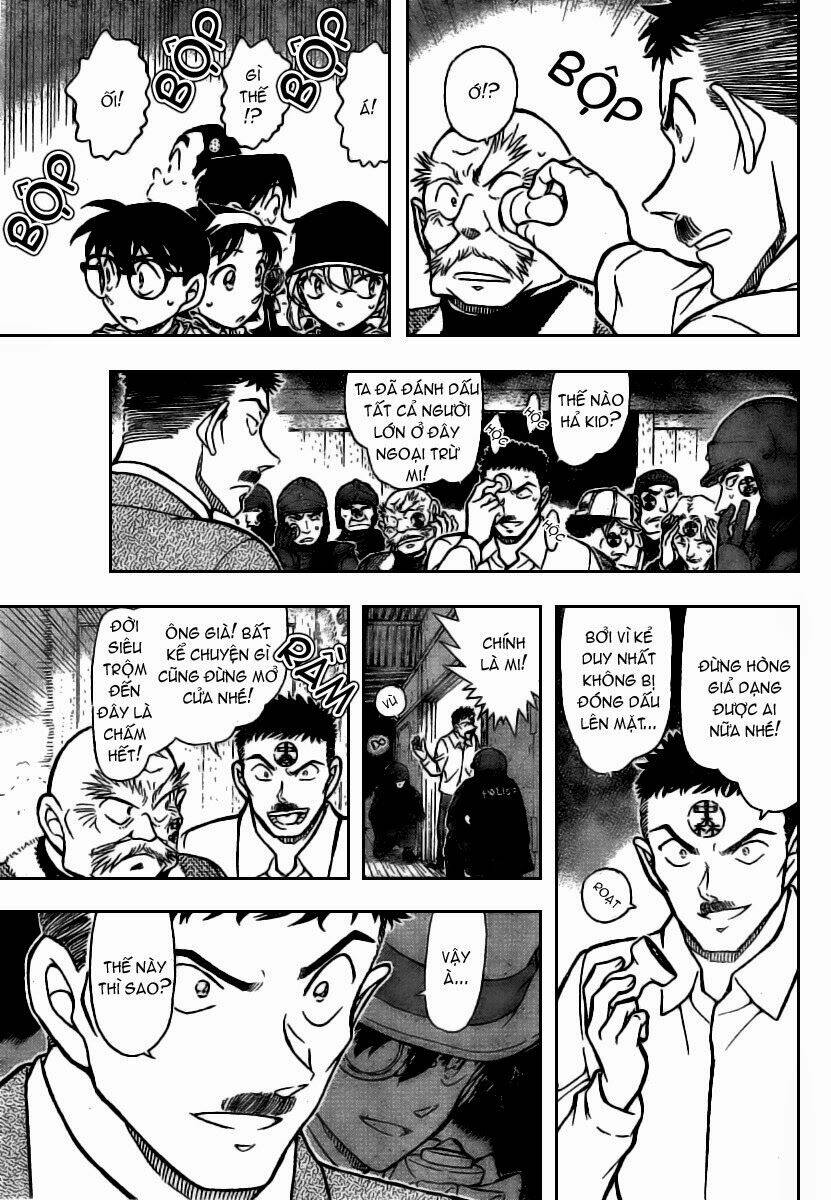 BỘP
Ớ!?
Á!
BỘP
GÌ
THẾ
!?
BỘP
ỐI!
BỘP
THẾ NÀO
HẢ KID?
HỘC
HỘC
HỘC
TA ĐÃ ĐÁNH DẤU
TẤT CẢ NGƯỜI
LỚN Ở ĐÂY
NGOẠI TRỪ
MI!
ĐỪNG HÒNG
GIẢ DẠNG
ĐƯỢC AI
NỮA NHÉ!
BỞI VÌ KẺ
DUY NHẤT
KHÔNG BỊ
ĐÓNG DẤU
LÊN MẶT...
中森
ROẠT
CHÍNH
LÀ MI!
VÙ
POLICE
RẦM
ÔNG GIÀ! BẤT
KỂ CHUYỆN GÌ
CŨNG ĐỪNG MỞ
CỬA NHÉ!
ĐỜI
SIÊU
TRỘM
ĐẾN
ĐÂY LÀ
CHẤM
HẾT!
VẬY
À...
THẾ NÀY
THÌ SAO?